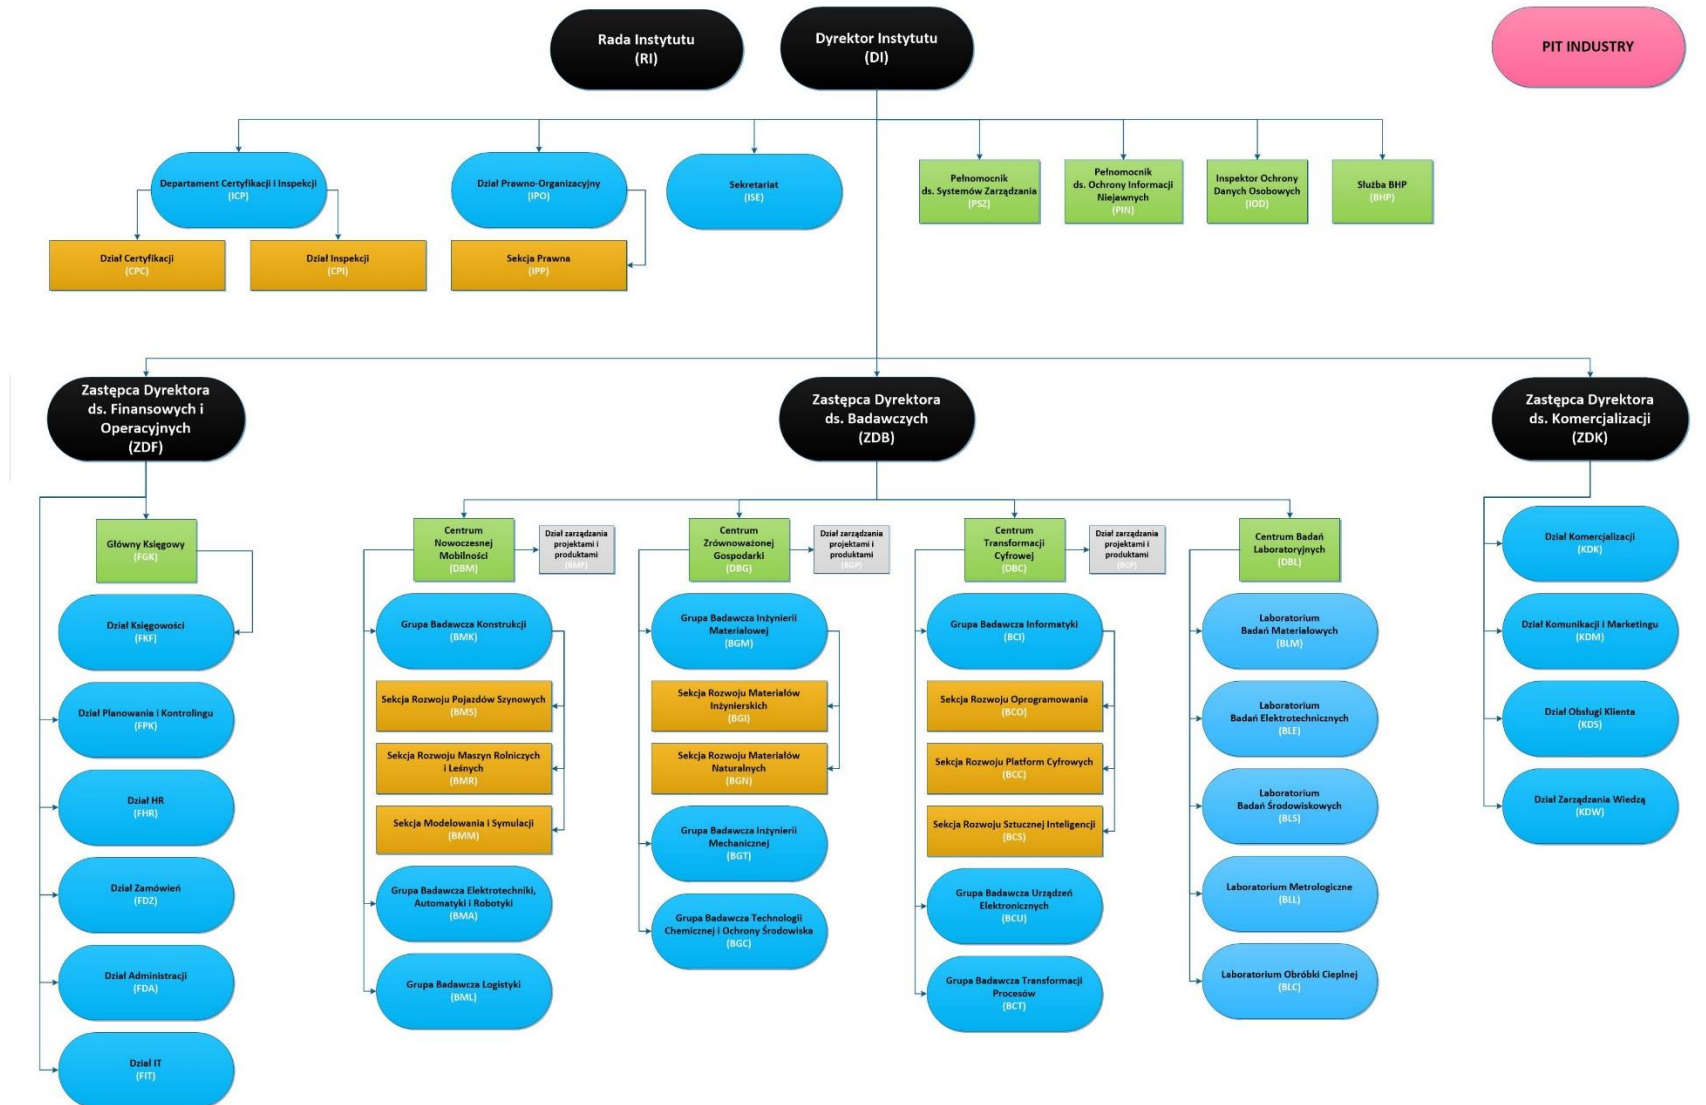 Rada Instytutu
(RI)
Dyrektor Instytutu
(DI)
PIT INDUSTRY
Departament Certyfikacji i Inspekcji
(ICP)
Dział Prawno-Organizacyjny
(IPO)
Sekretariat
(ISE)
Pełnomocnik
ds. Systemów Zarządzania
(PSZ)
Pełnomocnik
ds. Ochrony Informacji
Niejawnych
(PIN)
Inspektor Ochrony
Danych Osobowych
(IOD)
Służba BHP
(BHP)
Dział Certyfikacji
(CPC)
Dział Inspekcji
(CPI)
Sekcja Prawna
(IPP)
Zastępca Dyrektora
ds. Finansowych i
Operacyjnych
(ZDF)
Zastępca Dyrektora
ds. Badawczych
(ZDB)
Zastępca Dyrektora
ds. Komercjalizacji
(ZDK)
Główny Księgowy
(FGK)
Dział Księgowości
(FKF)
Dział Planowania i Kontrolingu
(FPK)
Dział HR
(FHR)
Dział Zamówień
(FDZ)
Dział Administracji
(FDA)
Dział IT
(FIT)
Centrum
Nowoczesnej
Mobilności
(DBM)
Dział zarządzania
projektami i
produktami
(BMP)
Grupa Badawcza Konstrukcji
(BMK)
Sekcja Rozwoju Pojazdów Szynowych
(BMS)
Sekcja Rozwoju Maszyn Rolniczych
i Leśnych
(BMR)
Sekcja Modelowania i Symulacji
(BMM)
Grupa Badawcza Elektrotechniki,
Automatyki i Robotyki
(BMA)
Grupa Badawcza Logistyki
(BML)
Centrum
Zrównoważonej
Gospodarki
(DBG)
Dział zarządzania
projektami i
produktami
(BGP)
Grupa Badawcza Inżynierii
Materiałowej
(BGM)
Sekcja Rozwoju Materiałów
Inżynierskich
(BGI)
Sekcja Rozwoju Materiałów
Naturalnych
(BGN)
Grupa Badawcza Inżynierii
Mechanicznej
(BGT)
Grupa Badawcza Technologii
Chemicznej i Ochrony Środowiska
(BGC)
Centrum
Transformacji
Cyfrowej
(DBC)
Dział zarządzania
projektami i
produktami
(BCP)
Grupa Badawcza Informatyki
(BCI)
Sekcja Rozwoju Oprogramowania
(BCO)
Sekcja Rozwoju Platform Cyfrowych
(BCC)
Sekcja Rozwoju Sztucznej Inteligencji
(BCS)
Grupa Badawcza Urządzeń
Elektronicznych
(BCU)
Grupa Badawcza Transformacji
Procesów
(BCT)
Centrum Badań
Laboratoryjnych
(DBL)
Laboratorium
Badań Materiałowych
(BLM)
Laboratorium
Badań Elektrotechnicznych
(BLE)
Laboratorium
Badań Środowiskowych
(BLS)
Laboratorium Metrologiczne
(BLL)
Laboratorium Obróbki Cieplnej
(BLC)
Dział Komercjalizacji
(KDK)
Dział Komunikacji i Marketingu
(KDM)
Dział Obsługi Klienta
(KDS)
Dział Zarządzania Wiedzą
(KDW)